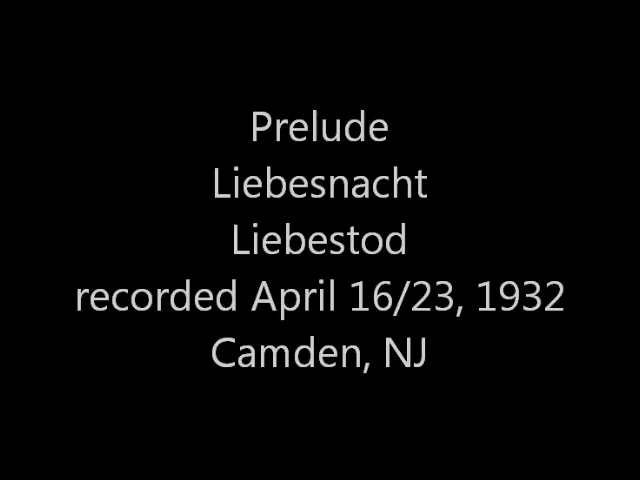 Prelude
Liebesnacht
Liebestod
recorded April 16/23, 1932
Camden, NJ